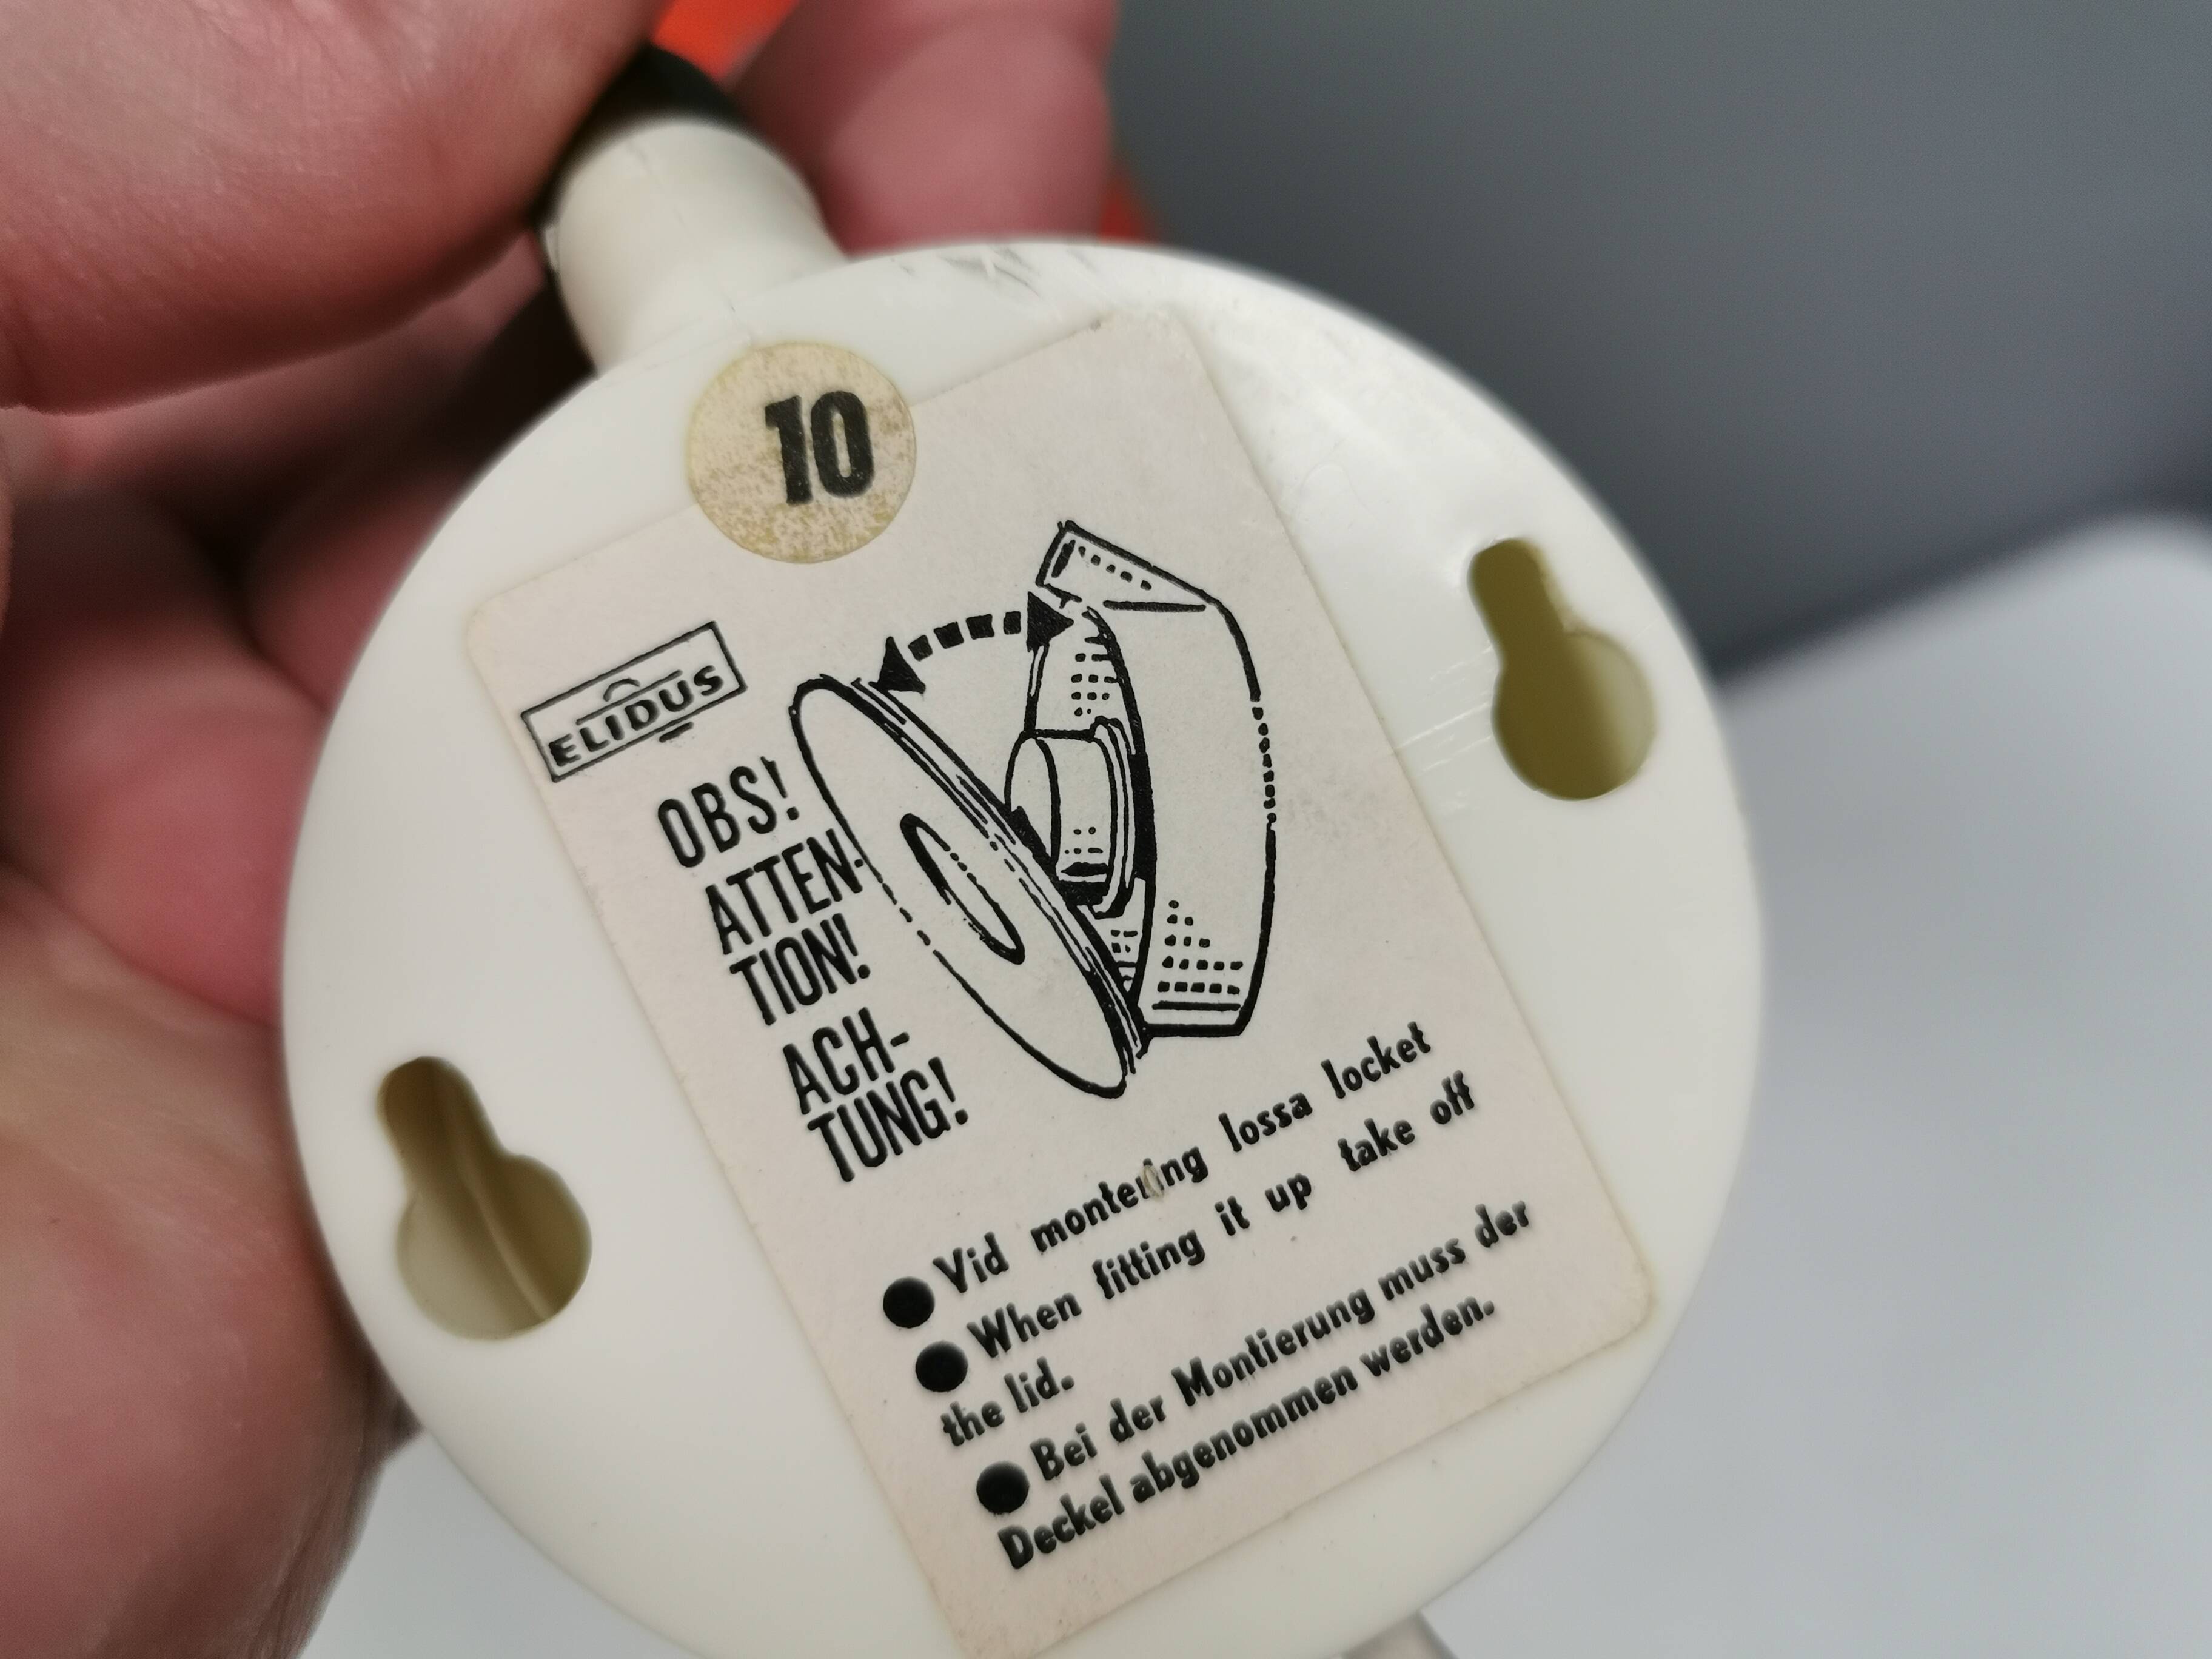 10
ELIDUS
OBS!
ATTEN-
TION!
ACH-
TUNG!
Vid montering lossa locket
When fitting it up take off
the lid.
Bei der Montierung muss der
Deckel abgenommen werden.